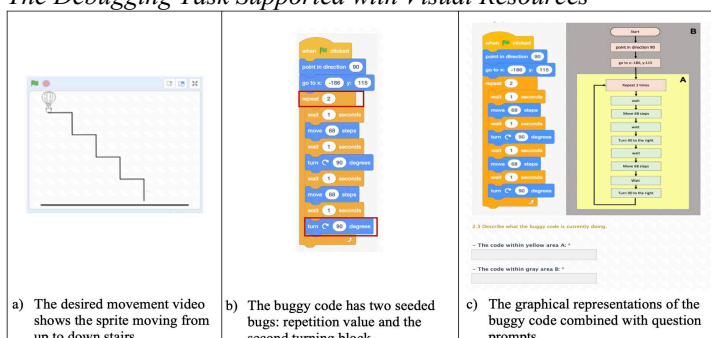 The Debugging Task Supported with Visual Resources
when clicked
point in direction 90
go to x: -186 y: 115
repeat 2
wait 1 seconds
move 68 steps
turn 90 degrees
wait 1 seconds
move 68 steps
wait 1 seconds
turn 90 degrees
when clicked
point in direction 90
go to x: -186 y: 115
repeat 2
wait 1 seconds
move 68 steps
turn 90 degrees
wait 1 seconds
move 68 steps
wait 1 seconds
turn 90 degrees
B
Start
point in direction 90
go to x:-186, y:115
A
Repeat 2 times
wait
Move 68 steps
wait
Turn 90 to the right
wait
Move 68 steps
Wait
Turn 90 to the right
2.3 Describe what the buggy code is currently doing.
- The code within yellow area A: *
- The code within gray area B: *
a) The desired movement video
shows the sprite moving from
up to down stairs
b) The buggy code has two seeded
bugs: repetition value and the
second turning block
c) The graphical representations of the
buggy code combined with question
prompts